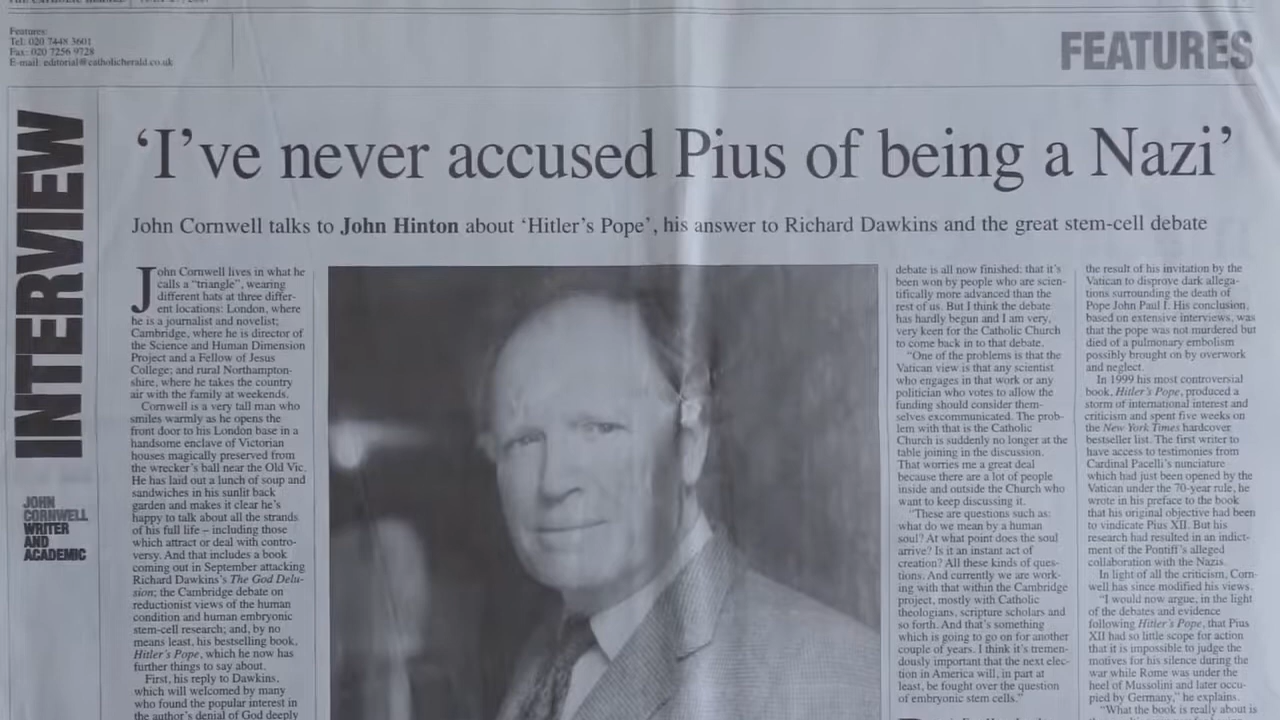 Features:
Tel: 020 7448 3601
Fax: 020 7256 9728
E-mail: editorial@catholicherald.co.uk
FEATURES
INTERVIEW
JOHN
CORNWELL
WRITER
AND
ACADEMIC
‘I’ve never accused Pius of being a Nazi’
John Cornwell talks to John Hinton about ‘Hitler’s Pope’, his answer to Richard Dawkins and the great stem-cell debate
John Cornwell lives in what he
calls a “triangle”, wearing
different hats at three differ-
ent locations: London, where
he is a journalist and novelist;
Cambridge, where he is director of
the Science and Human Dimension
Project and a Fellow of Jesus
College; and rural Northampton-
shire, where he takes the country
air with the family at weekends.
Cornwell is a very tall man who
smiles warmly as he opens the
front door to his London base in a
handsome enclave of Victorian
houses magically preserved from
the wrecker’s ball near the Old Vic.
He has laid out a lunch of soup and
sandwiches in his sunlit back
garden and makes it clear he’s
happy to talk about all the strands
of his full life – including those
which attract or deal with contro-
versy. And that includes a book
coming out in September attacking
Richard Dawkins’s The God Delu-
sion; the Cambridge debate on
reductionist views of the human
condition and human embryonic
stem-cell research; and, by no
means least, his bestselling book,
Hitler’s Pope, which he now has
further things to say about.
First, his reply to Dawkins,
which will welcomed by many
who found the popular interest in
the author’s denial of God deeply
debate is all now finished: that it’s
been won by people who are scien-
tifically more advanced than the
rest of us. But I think the debate
has hardly begun and I am very,
very keen for the Catholic Church
to come back in to that debate.
“One of the problems is that the
Vatican view is that any scientist
who engages in that work or any
politician who votes to allow the
funding should consider them-
selves excommunicated. The prob-
lem with that is the Catholic
Church is suddenly no longer at the
table joining in the discussion.
That worries me a great deal
because there are a lot of people
inside and outside the Church who
want to keep discussing it.
“These are questions such as:
what do we mean by a human
soul? At what point does the soul
arrive? Is it an instant act of
creation? All these kinds of ques-
tions. And currently we are work-
ing with that within the Cambridge
project, mostly with Catholic
theologians, scripture scholars and
so forth. And that’s something
which is going to go on for another
couple of years. I think it’s tremen-
dously important that the next elec-
tion in America will, in part at
least, be fought over the question
of embryonic stem cells.”
the result of his invitation by the
Vatican to disprove dark allega-
tions surrounding the death of
Pope John Paul I. His conclusion,
based on extensive interviews, was
that the pope was not murdered but
died of a pulmonary embolism
possibly brought on by overwork
and neglect.
In 1999 his most controversial
book, Hitler’s Pope, produced a
storm of international interest and
criticism and spent five weeks on
the New York Times hardcover
bestseller list. The first writer to
have access to testimonies from
Cardinal Pacelli’s nunciature
which had just been opened by the
Vatican under the 70-year rule, he
wrote in his preface to the book
that his original objective had been
to vindicate Pius XII. But his
research had resulted in an indict-
ment of the Pontiff’s alleged
collaboration with the Nazis.
In light of all the criticism, Corn-
well has since modified his views.
“I would now argue, in the light
of the debates and evidence
following Hitler’s Pope, that Pius
XII had so little scope for action
that it is impossible to judge the
motives for his silence during the
war while Rome was under the
heel of Mussolini and later occu-
pied by Germany,” he explains.
“What the book is really about is